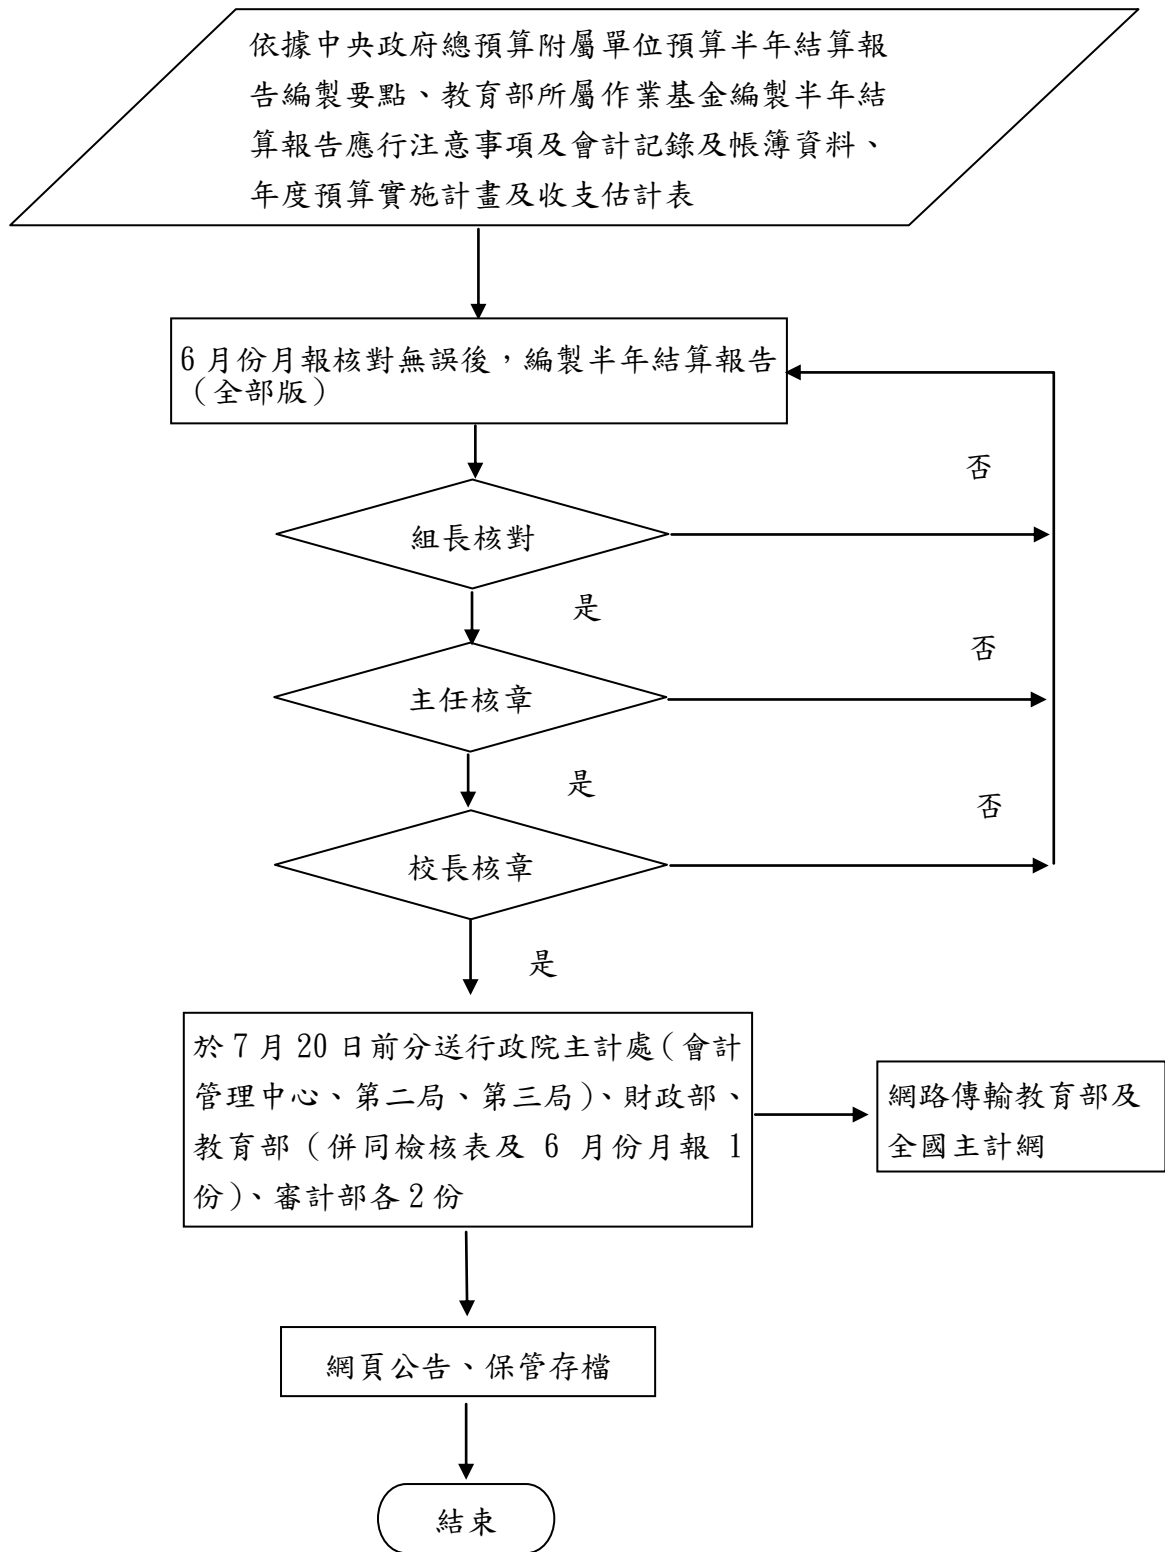 依據中央政府總預算附屬單位預算半年結算報
告編製要點、教育部所屬作業基金編製半年結
算報告應行注意事項及會計記錄及帳簿資料、
年度預算實施計畫及收支估計表
6月份月報核對無誤後，編製半年結算報告
（全部版）
否
組長核對
是
否
主任核章
是
否
校長核章
是
於7月20日前分送行政院主計處（會計
管理中心、第二局、第三局）、財政部、
教育部（併同檢核表及 6 月份月報 1
份）、審計部各2份
網路傳輸教育部及
全國主計網
網頁公告、保管存檔
結束